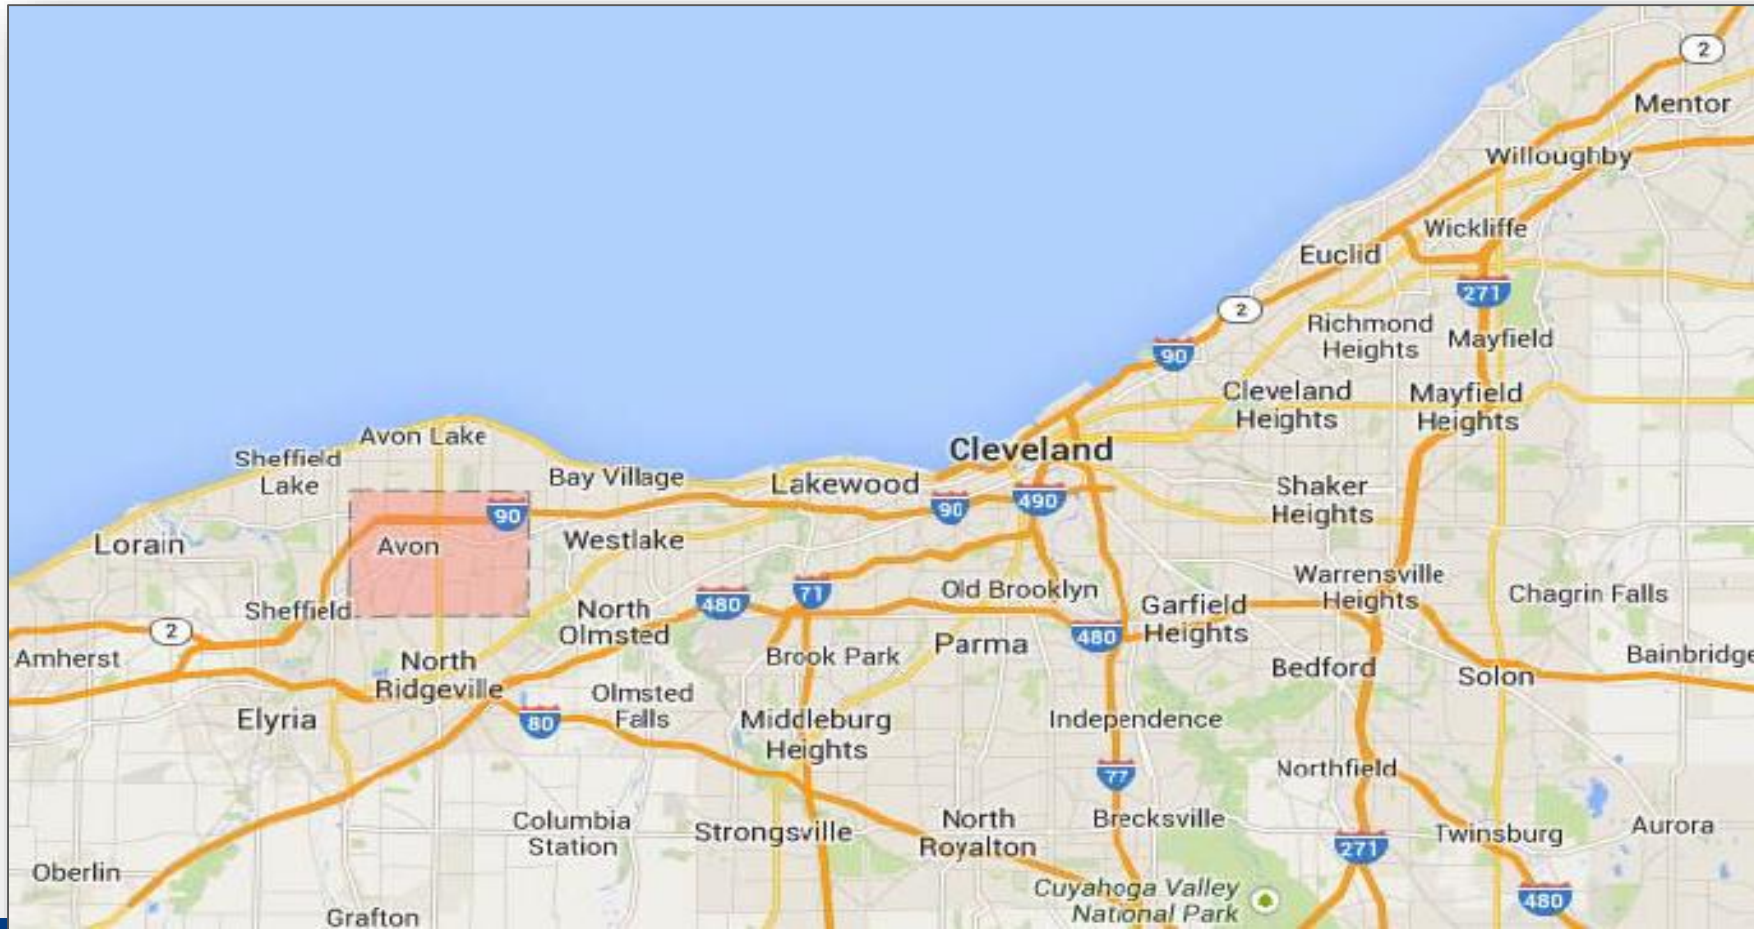 2
Mentor
Willoughby
Wickliffe
Euclid
271
2
Richmond
Heights
Mayfield
90
Cleveland
Heights
Mayfield
Heights
Avon Lake
Cleveland
Sheffield
Lake
Bay Village
Lakewood
90
490
Shaker
Heights
90
Lorain
Avon
Westlake
Warrensville
Heights
Chagrin Falls
71
Old Brooklyn
480
Garfield
Heights
Sheffield
North
Olmsted
2
480
Parma
Amherst
North
Ridgeville
Brook Park
Bedford
Solon
Bainbridge
Olmsted
Falls
80
Elyria
Middleburg
Heights
Independence
77
Northfield
Columbia
Station
Strongsville
North
Royalton
Brecksville
271
Twinsburg
Aurora
Oberlin
Cuyahoga Valley
National Park
480
Grafton